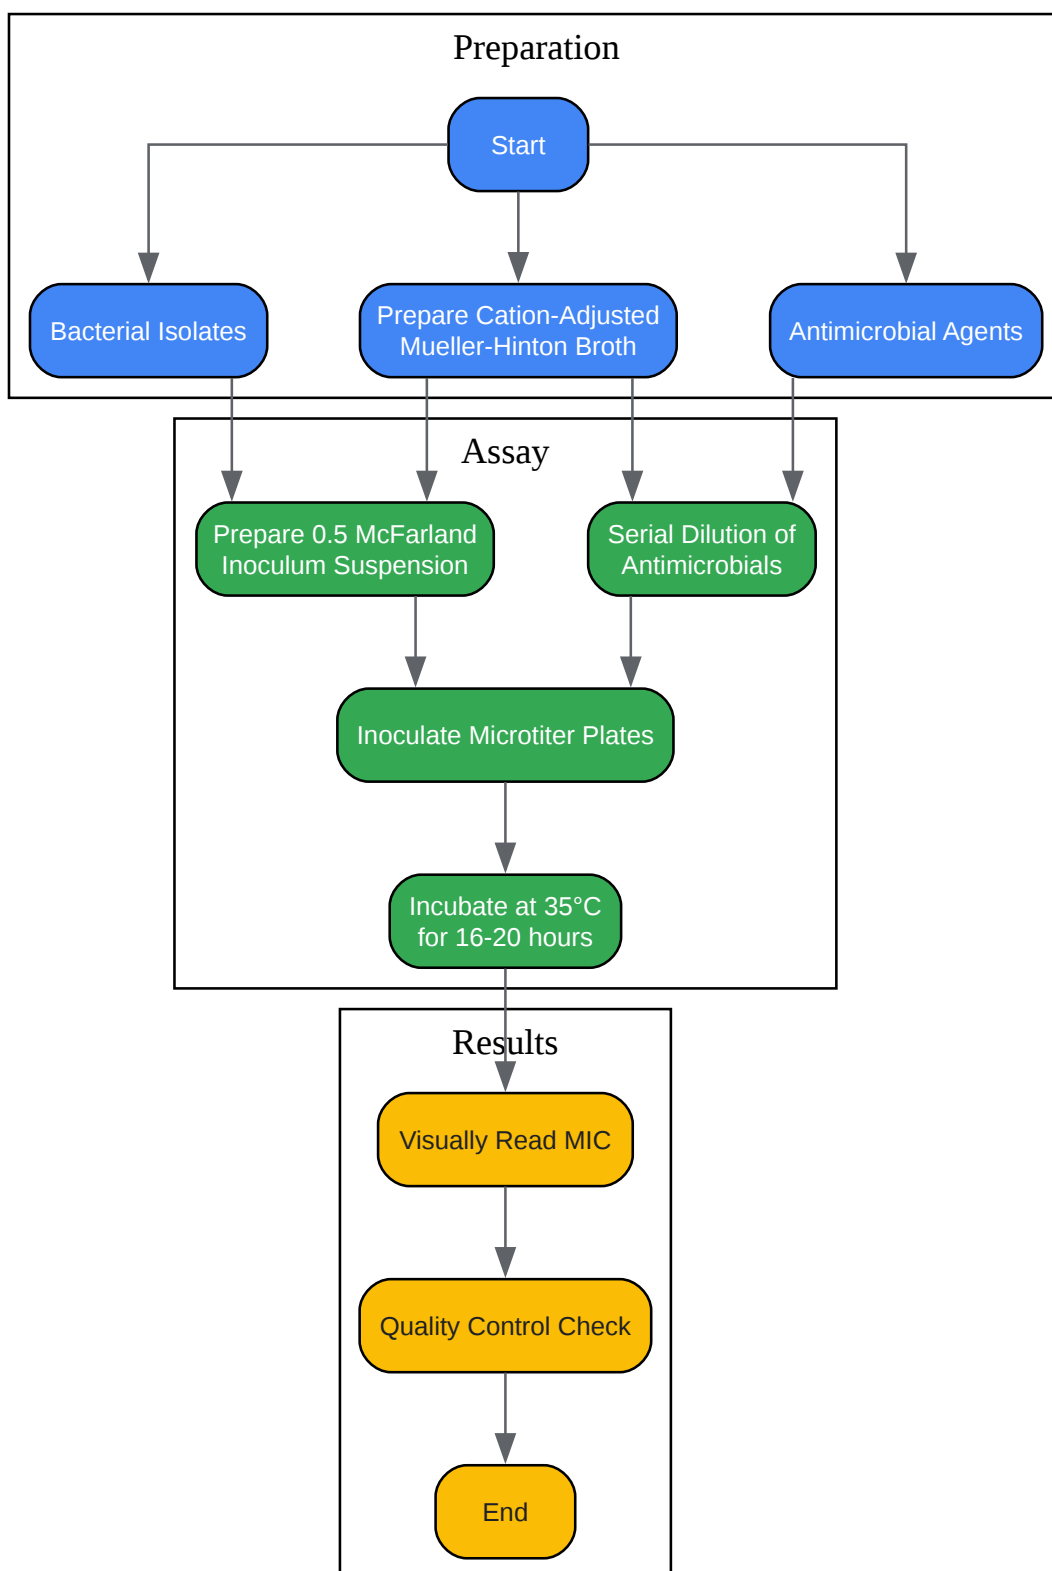 Preparation
Start
Bacterial Isolates
Prepare Cation-Adjusted
Mueller-Hinton Broth
Antimicrobial Agents
Assay
Prepare 0.5 McFarland
Inoculum Suspension
Serial Dilution of
Antimicrobials
Inoculate Microtiter Plates
Incubate at 35°C
for 16-20 hours
Results
Visually Read MIC
Quality Control Check
End